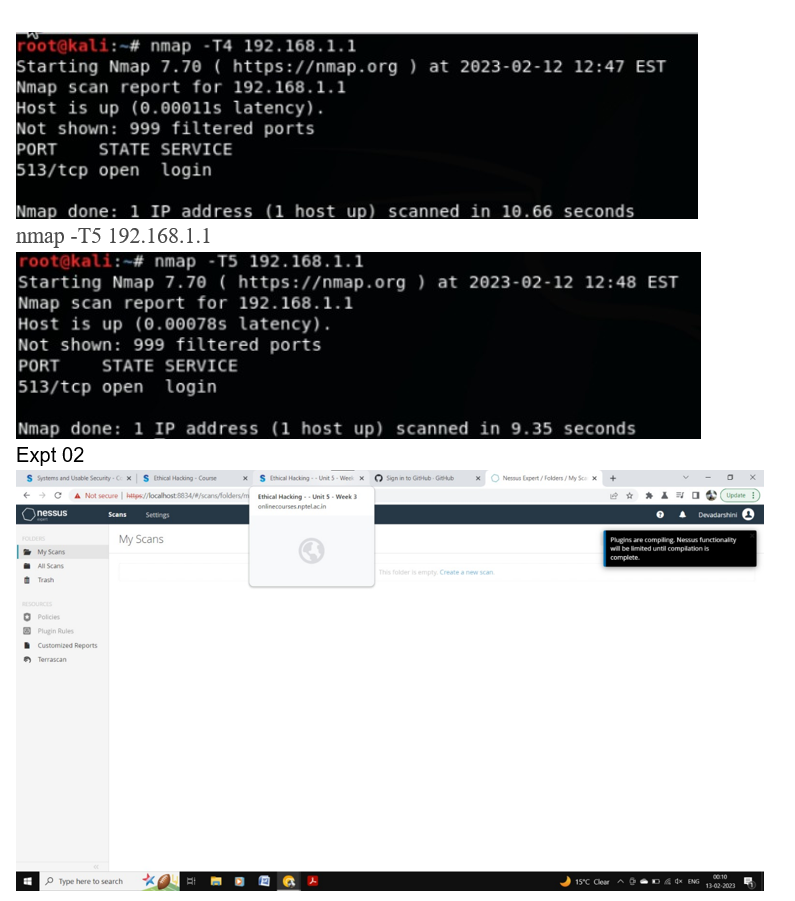 root@kali:~# nmap -T4 192.168.1.1
Starting Nmap 7.70 ( https://nmap.org ) at 2023-02-12 12:47 EST
Nmap scan report for 192.168.1.1
Host is up (0.00011s latency).
Not shown: 999 filtered ports
PORT STATE SERVICE
513/tcp open login
Nmap done: 1 IP address (1 host up) scanned in 10.66 seconds
nmap -T5 192.168.1.1
root@kali:~# nmap -T5 192.168.1.1
Starting Nmap 7.70 ( https://nmap.org ) at 2023-02-12 12:48 EST
Nmap scan report for 192.168.1.1
Host is up (0.00078s latency).
Not shown: 999 filtered ports
PORT STATE SERVICE
513/tcp open login
Nmap done: 1 IP address (1 host up) scanned in 9.35 seconds
Expt 02
Systems and Usable Security - C Ethical Hacking - Course Ethical Hacking - - Unit 5 - Week Sign in to GitHub · GitHub Nessus Expert / Folders / My Sc
Not secure | https://localhost:8834/#/scans/folders/m Update
Ethical Hacking - - Unit 5 - Week 3
onlinecourses.nptel.ac.in
nessus Scans Settings Devadarshini
Expert
FOLDERS
My Scans
All Scans
Trash
RESOURCES
Policies
Plugin Rules
Customized Reports
Terrascan
My Scans
This folder is empty. Create a new scan.
Plugins are compiling. Nessus functionality
will be limited until compilation is
complete.
Type here to search 15°C Clear ENG 00:10
13-02-2023